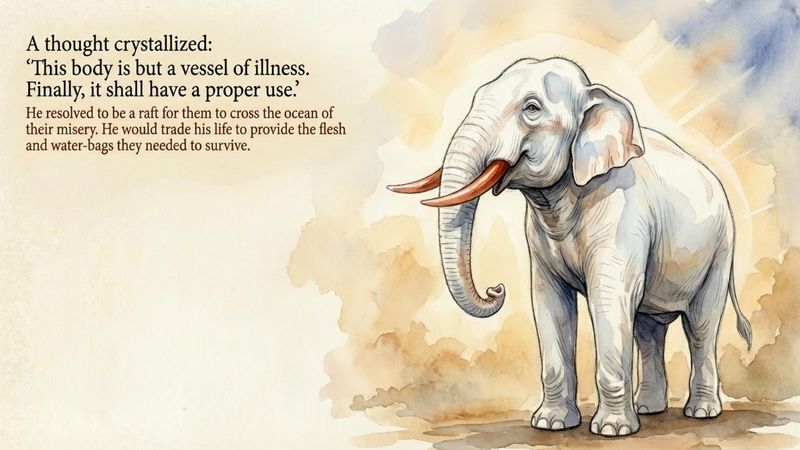 A thought crystallized:
‘This body is but a vessel of illness.
Finally, it shall have a proper use.’
He resolved to be a raft for them to cross the ocean of
their misery. He would trade his life to provide the flesh
and water-bags they needed to survive.